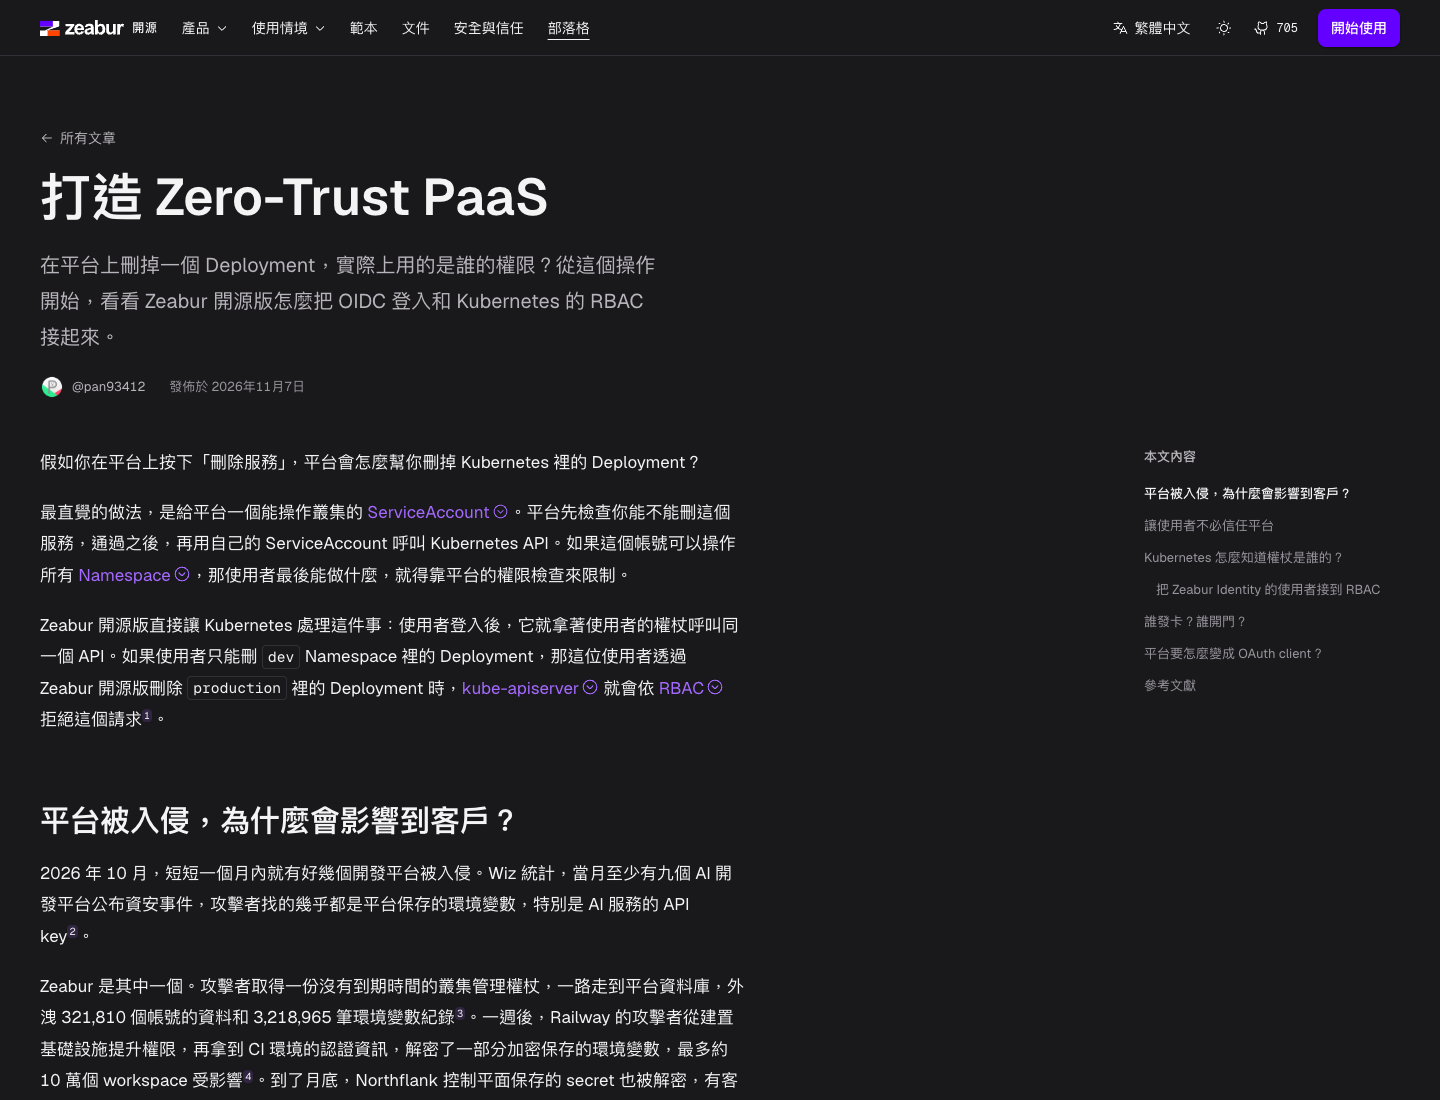 zeabur 開源 產品 使用情境 範本 文件 安全與信任 部落格 繁體中文 705 開始使用
← 所有文章
打造 Zero-Trust PaaS
在平台上刪掉一個 Deployment，實際上用的是誰的權限？從這個操作
開始，看看 Zeabur 開源版怎麼把 OIDC 登入和 Kubernetes 的 RBAC
接起來。
@pan93412 發佈於 2026年11月7日
假如你在平台上按下「刪除服務」，平台會怎麼幫你刪掉 Kubernetes 裡的 Deployment？
最直覺的做法，是給平台一個能操作叢集的 ServiceAccount。平台先檢查你能不能刪這個
服務，通過之後，再用自己的 ServiceAccount 呼叫 Kubernetes API。如果這個帳號可以操作
所有 Namespace，那使用者最後能做什麼，就得靠平台的權限檢查來限制。
Zeabur 開源版直接讓 Kubernetes 處理這件事：使用者登入後，它就拿著使用者的權杖呼叫同
一個 API。如果使用者只能刪 dev Namespace 裡的 Deployment，那這位使用者透過
Zeabur 開源版刪除 production 裡的 Deployment 時，kube-apiserver 就會依 RBAC
拒絕這個請求1。
平台被入侵，為什麼會影響到客戶？
2026 年 10 月，短短一個月內就有好幾個開發平台被入侵。Wiz 統計，當月至少有九個 AI 開
發平台公布資安事件，攻擊者找的幾乎都是平台保存的環境變數，特別是 AI 服務的 API
key2。
Zeabur 是其中一個。攻擊者取得一份沒有到期時間的叢集管理權杖，一路走到平台資料庫，外
洩 321,810 個帳號的資料和 3,218,965 筆環境變數紀錄3。一週後，Railway 的攻擊者從建置
基礎設施提升權限，再拿到 CI 環境的認證資訊，解密了一部分加密保存的環境變數，最多約
10 萬個 workspace 受影響4。到了月底，Northflank 控制平面保存的 secret 也被解密，有客
本文內容
平台被入侵，為什麼會影響到客戶？
讓使用者不必信任平台
Kubernetes 怎麼知道權杖是誰的？
把 Zeabur Identity 的使用者接到 RBAC
誰發卡？誰開門？
平台要怎麼變成 OAuth client？
參考文獻